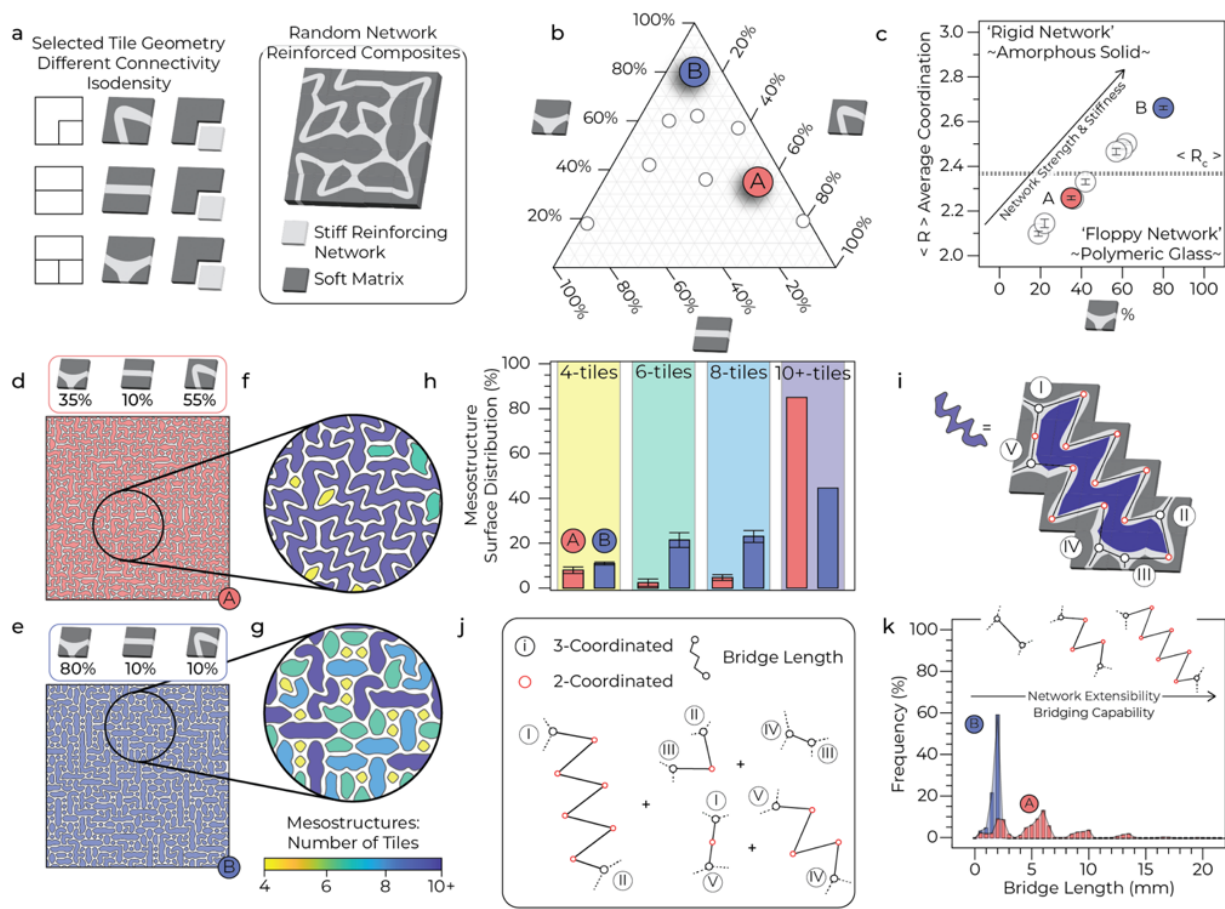 a
Selected Tile Geometry
Different Connectivity
Isodensity
Random Network
Reinforced Composites
Stiff Reinforcing
Network
Soft Matrix
b
100%
80%
60%
40%
20%
20%
40%
60%
80%
100%
100%
80%
60%
40%
20%
B
A
c
< R > Average Coordination
3.0
2.8
2.6
2.4
2.2
2.0
'Rigid Network'
~Amorphous Solid~
Network Strength & Stiffness
B
< Rc >
A
'Floppy Network'
~Polymeric Glass~
0 20 40 60 80 100
%
d
35% 10% 55%
A
f
e
80% 10% 10%
B
g
Mesostructures:
Number of Tiles
4 6 8 10+
h
Mesostructure
Surface Distribution (%)
100
80
60
40
20
0
4-tiles 6-tiles 8-tiles 10+-tiles
A B
i
=
I
V
II
IV
III
j
i 3-Coordinated
2-Coordinated
Bridge Length
I
II
III
IV
III
+
+
I
V
V
+
IV
II
k
Frequency (%)
100
80
60
40
20
0
Network Extensibility
Bridging Capability
B
A
0 5 10 15 20
Bridge Length (mm)